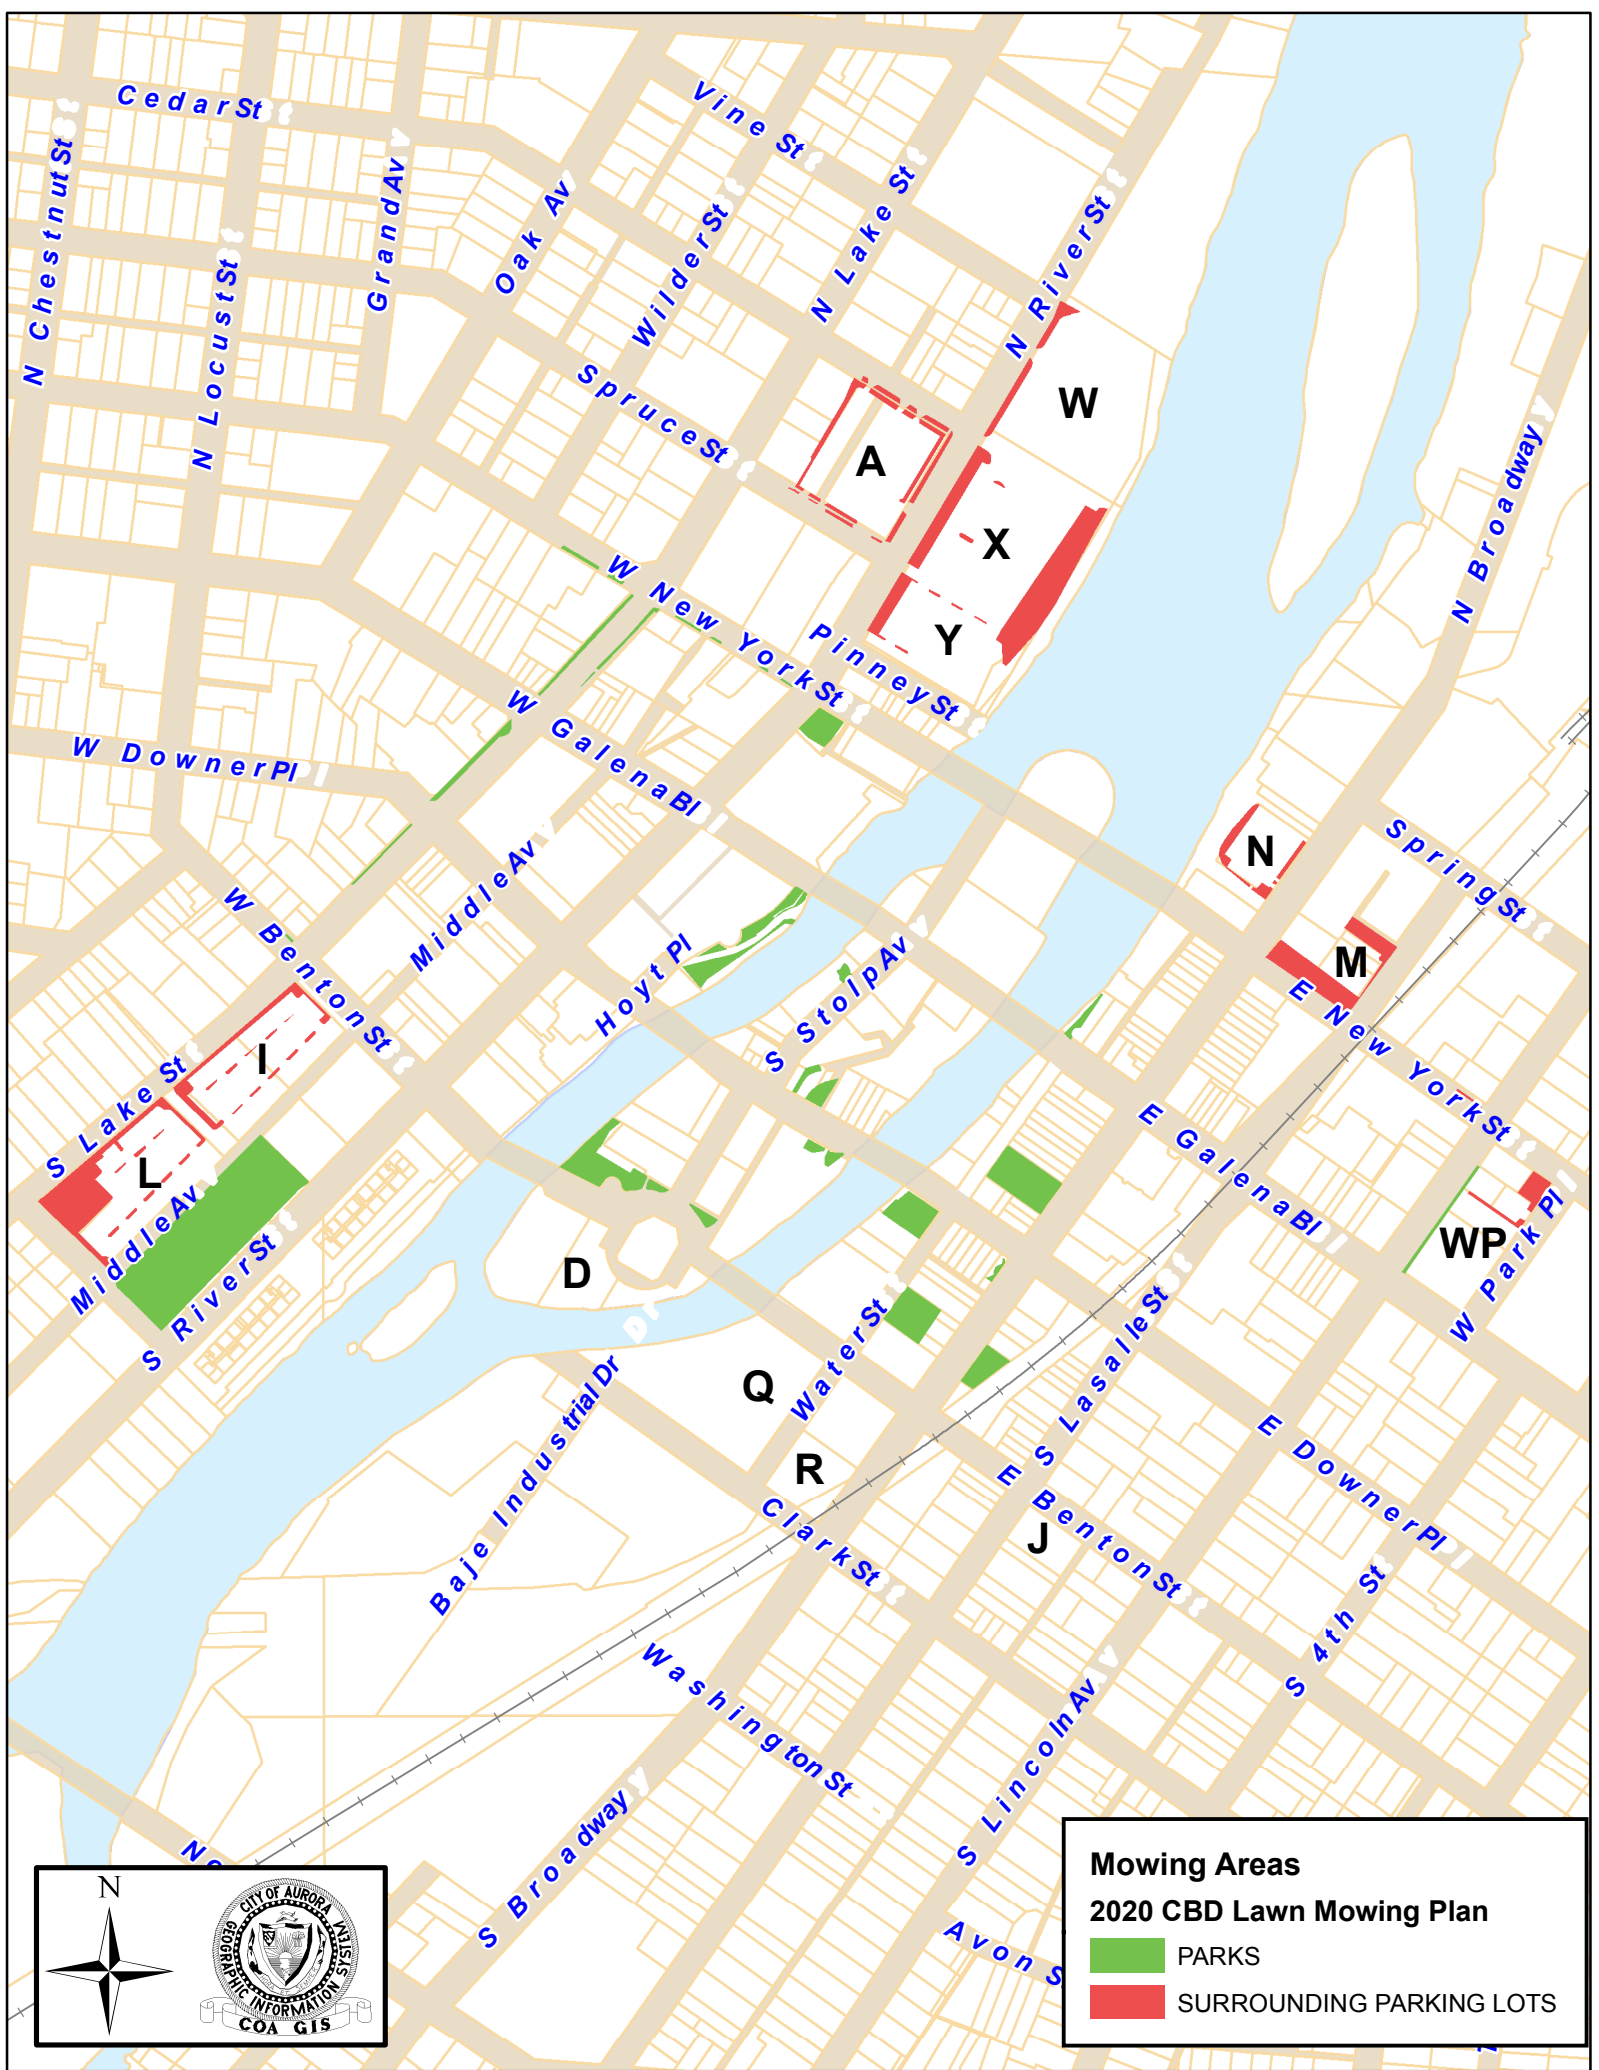 Cedar St
Vine St
N Chestnut St
Grand Av
Oak Av
Wilder St
N Lake St
N River St
N Locust St
Spruce St
W
A
N Broadway
X
W New York St
Y
Pinney St
W Galena Bl
W Downer Pl
Middle Av
N
Spring St
W Benton St
Hoyt Pl
S Stolp Av
M
E New York St
I
S Lake St
L
E Galena Bl
WP
W Park Pl
Middle Av
S River St
D
Dr
Water St
S Lasalle St
Q
Baje Industrial Dr
R
E Downer Pl
E Benton St
J
Clark St
S 4th St
Washington St
S Lincoln Av
S Broadway
No
Avon S
N
CITY OF AURORA
GEOGRAPHIC INFORMATION SYSTEM
COA GIS
Mowing Areas
2020 CBD Lawn Mowing Plan
PARKS
SURROUNDING PARKING LOTS